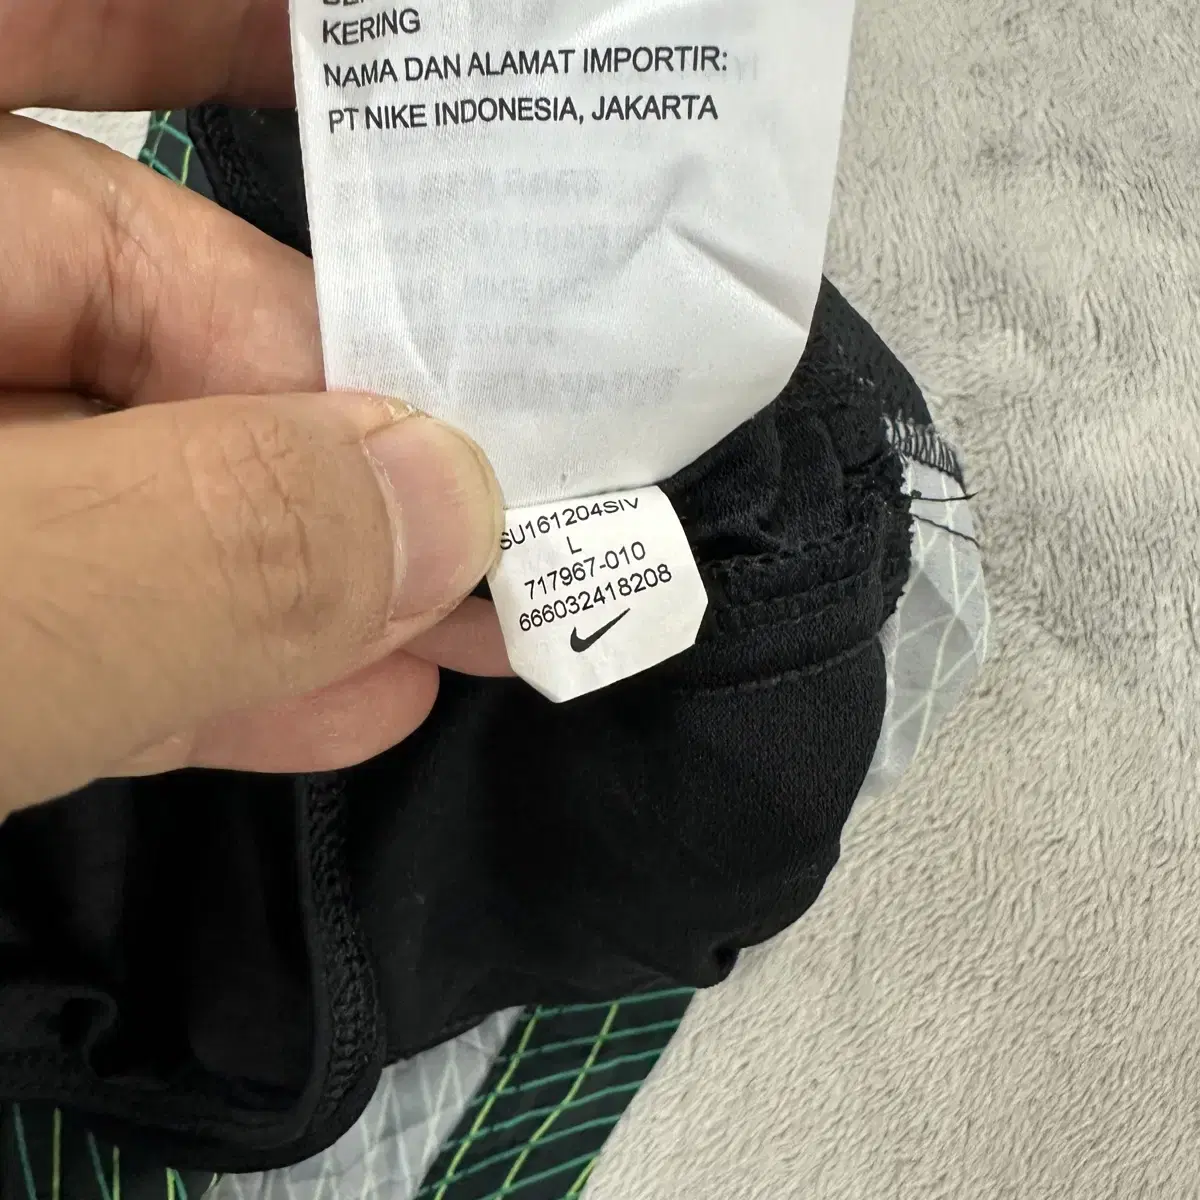 KERING
NAMA DAN ALAMAT IMPORTIR:
PT NIKE INDONESIA, JAKARTA
SU161204SIV
L
717967-010
666032418208